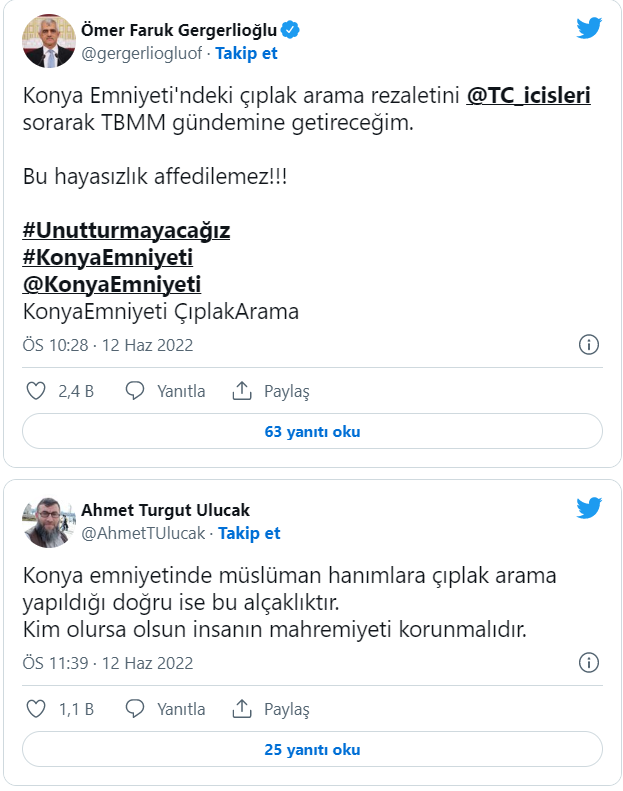 Ömer Faruk Gergerlioğlu
@gergerliogluof · Takip et
Konya Emniyeti'ndeki çıplak arama rezaletini @TC_icisleri
sorarak TBMM gündemine getireceğim.
Bu hayasızlık affedilemez!!!
#Unutturmayacağız
#KonyaEmniyeti
@KonyaEmniyeti
KonyaEmniyeti ÇıplakArama
ÖS 10:28 · 12 Haz 2022
2,4 B Yanıtla Paylaş
63 yanıtı oku
Ahmet Turgut Ulucak
@AhmetTUlucak · Takip et
Konya emniyetinde müslüman hanımlara çıplak arama
yapıldığı doğru ise bu alçaklıktır.
Kim olursa olsun insanın mahremiyeti korunmalıdır.
ÖS 11:39 · 12 Haz 2022
1,1 B Yanıtla Paylaş
25 yanıtı oku